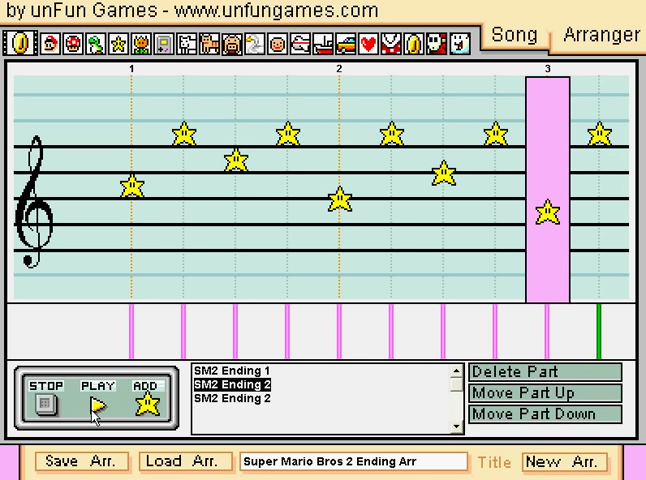 by unFun Games - www.unfungames.com
Song
Arranger
1 2 3
STOP PLAY ADD
SM2 Ending 1
SM2 Ending 2
SM2 Ending 2
Delete Part
Move Part Up
Move Part Down
Save Arr.
Load Arr.
Super Mario Bros 2 Ending Arr
Title
New Arr.